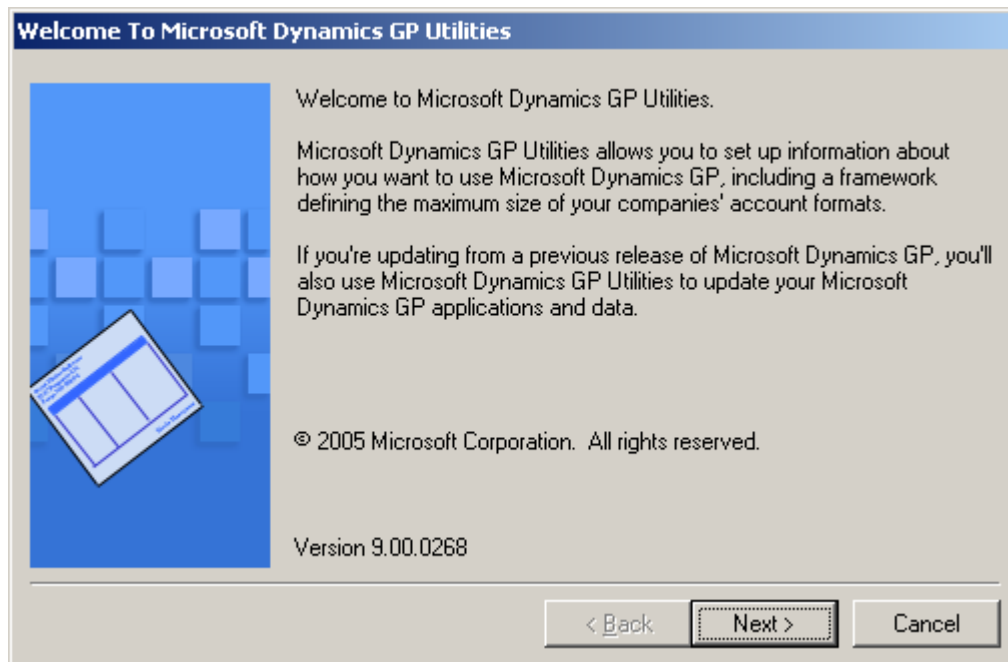 Welcome To Microsoft Dynamics GP Utilities
Welcome to Microsoft Dynamics GP Utilities.
Microsoft Dynamics GP Utilities allows you to set up information about
how you want to use Microsoft Dynamics GP, including a framework
defining the maximum size of your companies' account formats.
If you're updating from a previous release of Microsoft Dynamics GP, you'll
also use Microsoft Dynamics GP Utilities to update your Microsoft
Dynamics GP applications and data.
© 2005 Microsoft Corporation.  All rights reserved.
Version 9.00.0268
< Back
Next >
Cancel